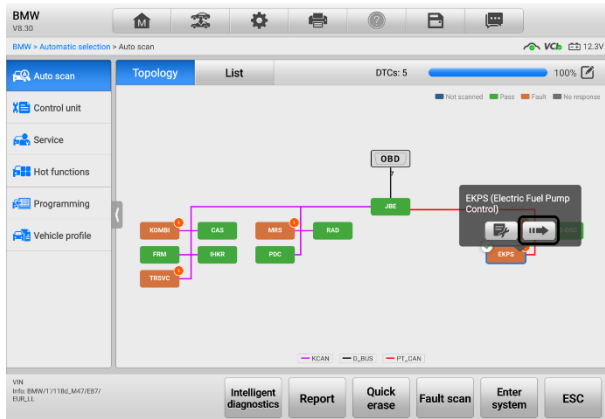 BMW
V8.30
BMW > Automatic selection > Auto scan
VCI
12.3V
Auto scan
Control unit
Service
Hot functions
Programming
Vehicle profile
Topology
List
DTCs: 5
100%
Not scanned
Pass
Fault
No response
OBD
JBE
EKPS (Electric Fuel Pump
Control)
KOMBI
CAS
MRS
RAD
FRM
IHKR
PDC
EKPS
TRSVC
KCAN
D_BUS
PT_CAN
VIN
Info: BMW/1'/118d_M47/E87/
EUR_LL
Intelligent
diagnostics
Report
Quick
erase
Fault scan
Enter
system
ESC